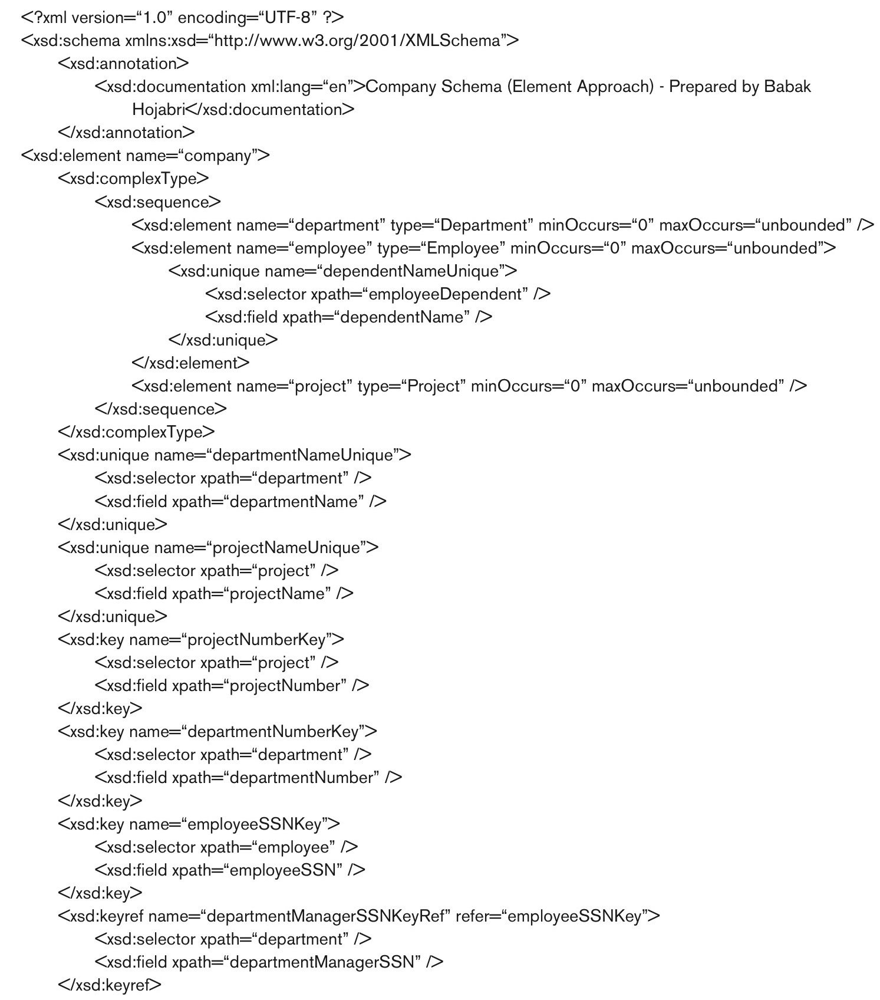 <?xml version=“1.0” encoding=“UTF-8” ?>
<xsd:schema xmlns:xsd=“http://www.w3.org/2001/XMLSchema”>
<xsd:annotation>
<xsd:documentation xml:lang=“en”>Company Schema (Element Approach) - Prepared by Babak
Hojabri</xsd:documentation>
</xsd:annotation>
<xsd:element name=“company”>
<xsd:complexType>
<xsd:sequence>
<xsd:element name=“department” type=“Department” minOccurs=“0” maxOccurs=“unbounded” />
<xsd:element name=“employee” type=“Employee” minOccurs=“0” maxOccurs=“unbounded”>
<xsd:unique name=“dependentNameUnique”>
<xsd:selector xpath=“employeeDependent” />
<xsd:field xpath=“dependentName” />
</xsd:unique>
</xsd:element>
<xsd:element name=“project” type=“Project” minOccurs=“0” maxOccurs=“unbounded” />
</xsd:sequence>
</xsd:complexType>
<xsd:unique name=“departmentNameUnique”>
<xsd:selector xpath=“department” />
<xsd:field xpath=“departmentName” />
</xsd:unique>
<xsd:unique name=“projectNameUnique”>
<xsd:selector xpath=“project” />
<xsd:field xpath=“projectName” />
</xsd:unique>
<xsd:key name=“projectNumberKey”>
<xsd:selector xpath=“project” />
<xsd:field xpath=“projectNumber” />
</xsd:key>
<xsd:key name=“departmentNumberKey”>
<xsd:selector xpath=“department” />
<xsd:field xpath=“departmentNumber” />
</xsd:key>
<xsd:key name=“employeeSSNKey”>
<xsd:selector xpath=“employee” />
<xsd:field xpath=“employeeSSN” />
</xsd:key>
<xsd:keyref name=“departmentManagerSSNKeyRef” refer=“employeeSSNKey”>
<xsd:selector xpath=“department” />
<xsd:field xpath=“departmentManagerSSN” />
</xsd:keyref>